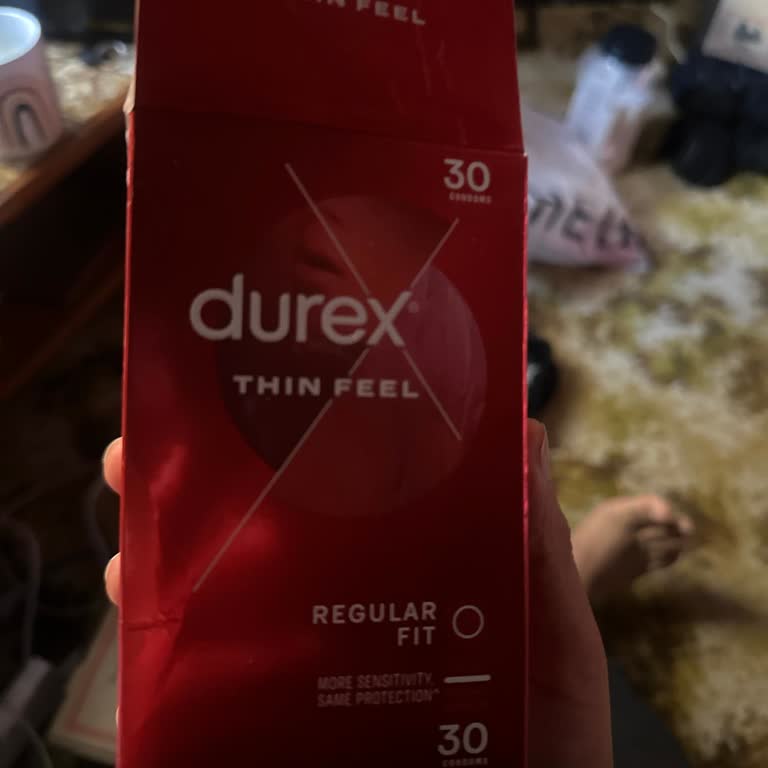 THIN FEEL
30
CONDOMS
durex®
THIN FEEL
REGULAR
FIT
MORE SENSITIVITY,
SAME PROTECTION^
30
CONDOMS